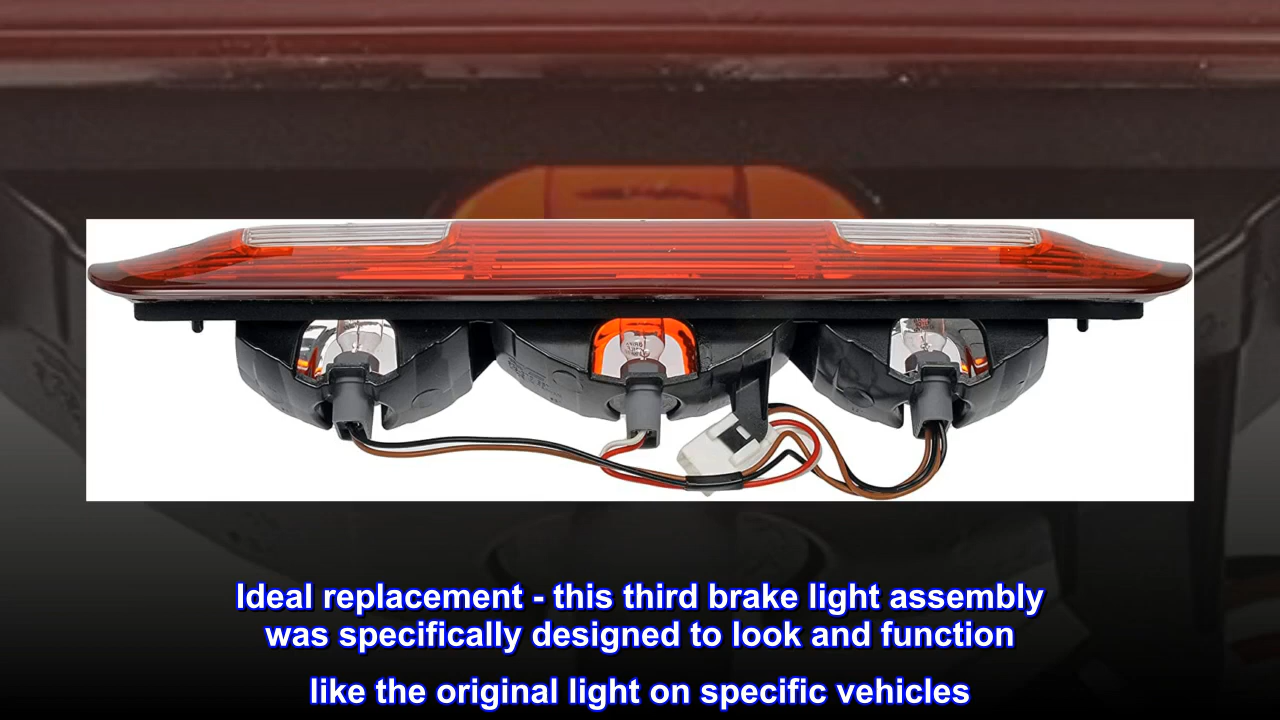 Ideal replacement - this third brake light assembly
was specifically designed to look and function
like the original light on specific vehicles